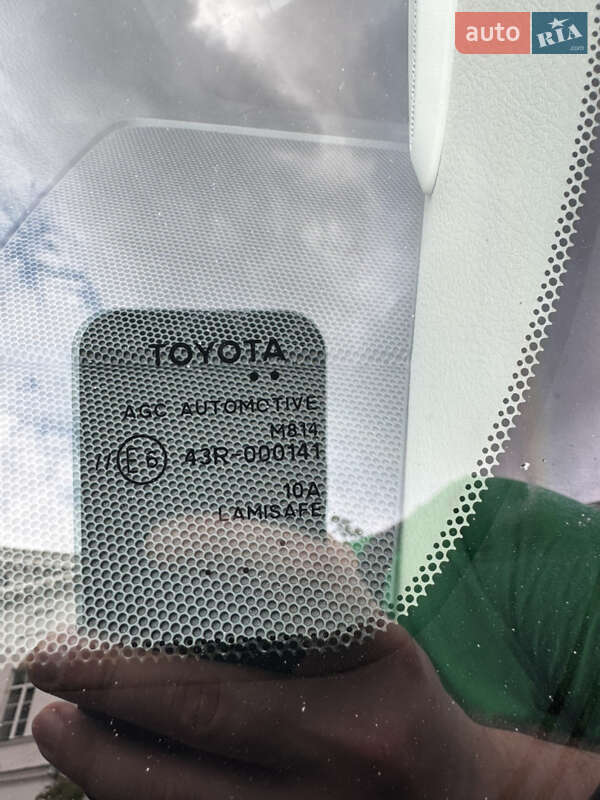 auto RIA
.com
TOYOTA
AGC AUTOMOTIVE
M814
//E6 43R-000141
10A
LAMISAFE